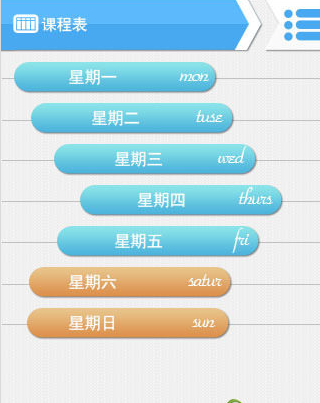 课程表
星期一 mon
星期二 tuse
星期三 wed
星期四 thurs
星期五 fri
星期六 satur
星期日 sun